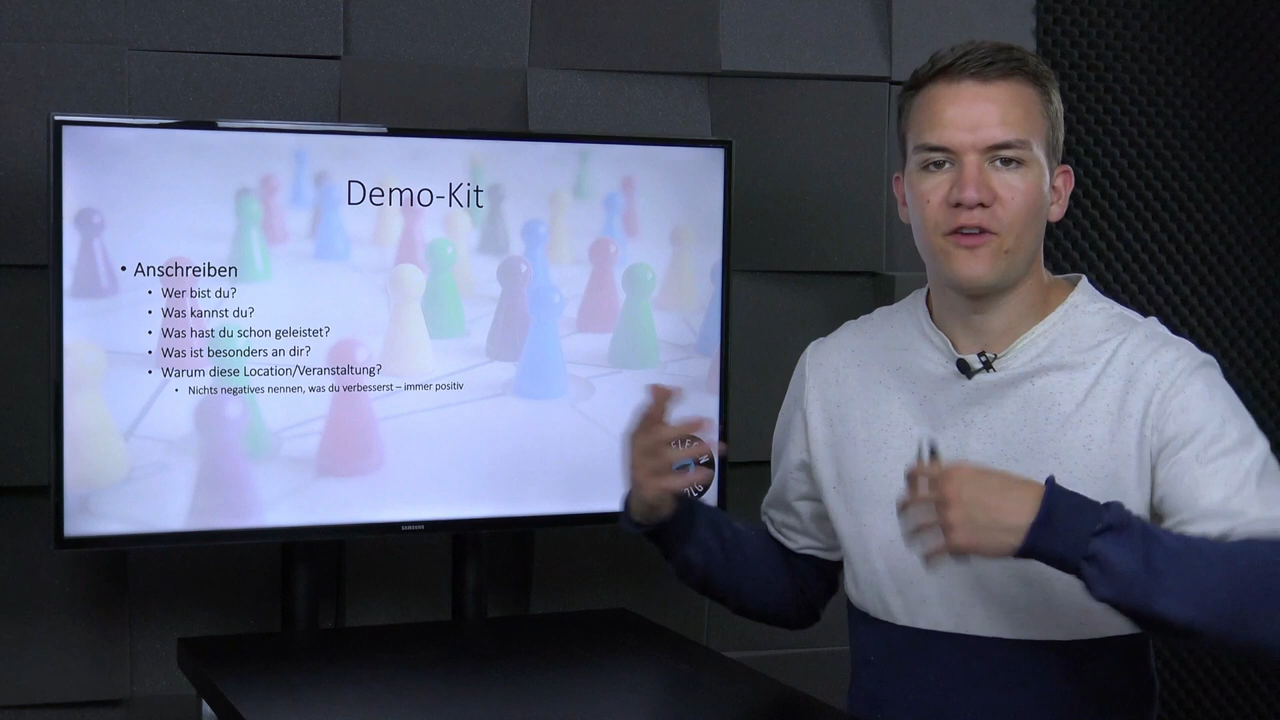 Demo-Kit
• Anschreiben
• Wer bist du?
• Was kannst du?
• Was hast du schon geleistet?
• Was ist besonders an dir?
• Warum diese Location/Veranstaltung?
• Nichts negatives nennen, was du verbesserst – immer positiv
SAMSUNG